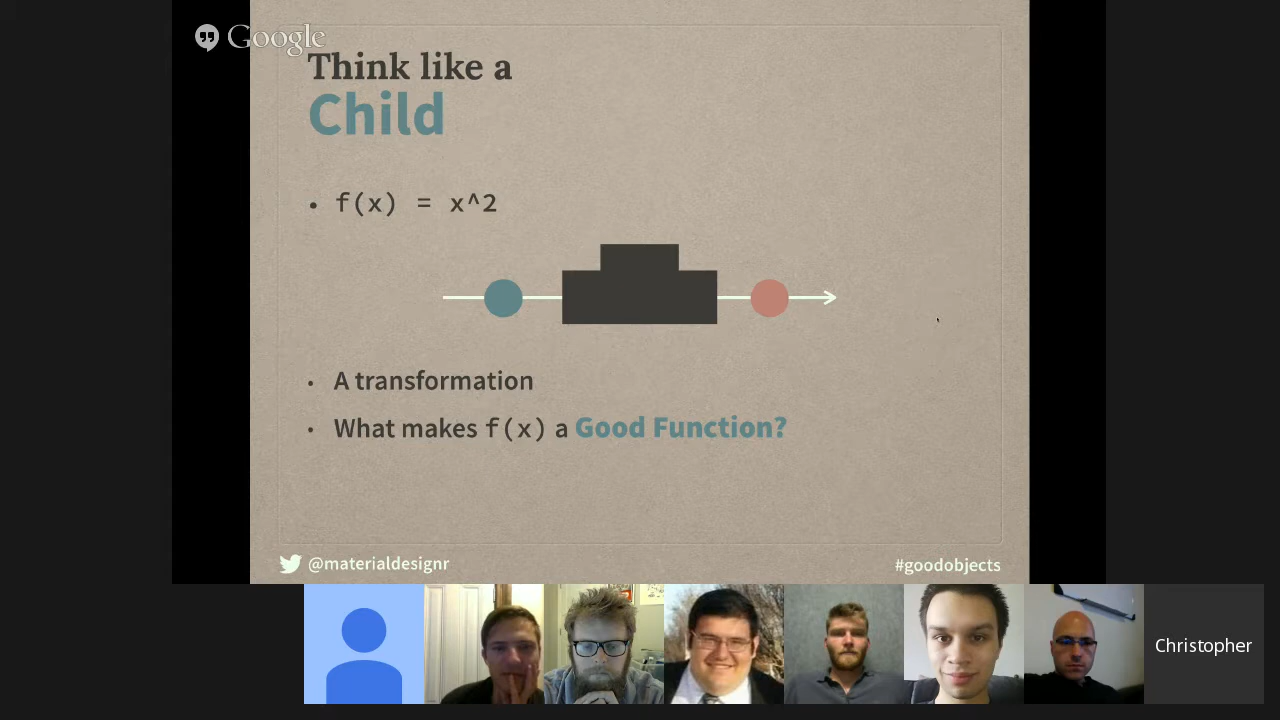 Google
Think like a
Child
• f(x) = x^2
• A transformation
• What makes f(x) a Good Function?
@materialdesignr
#goodobjects
Christopher